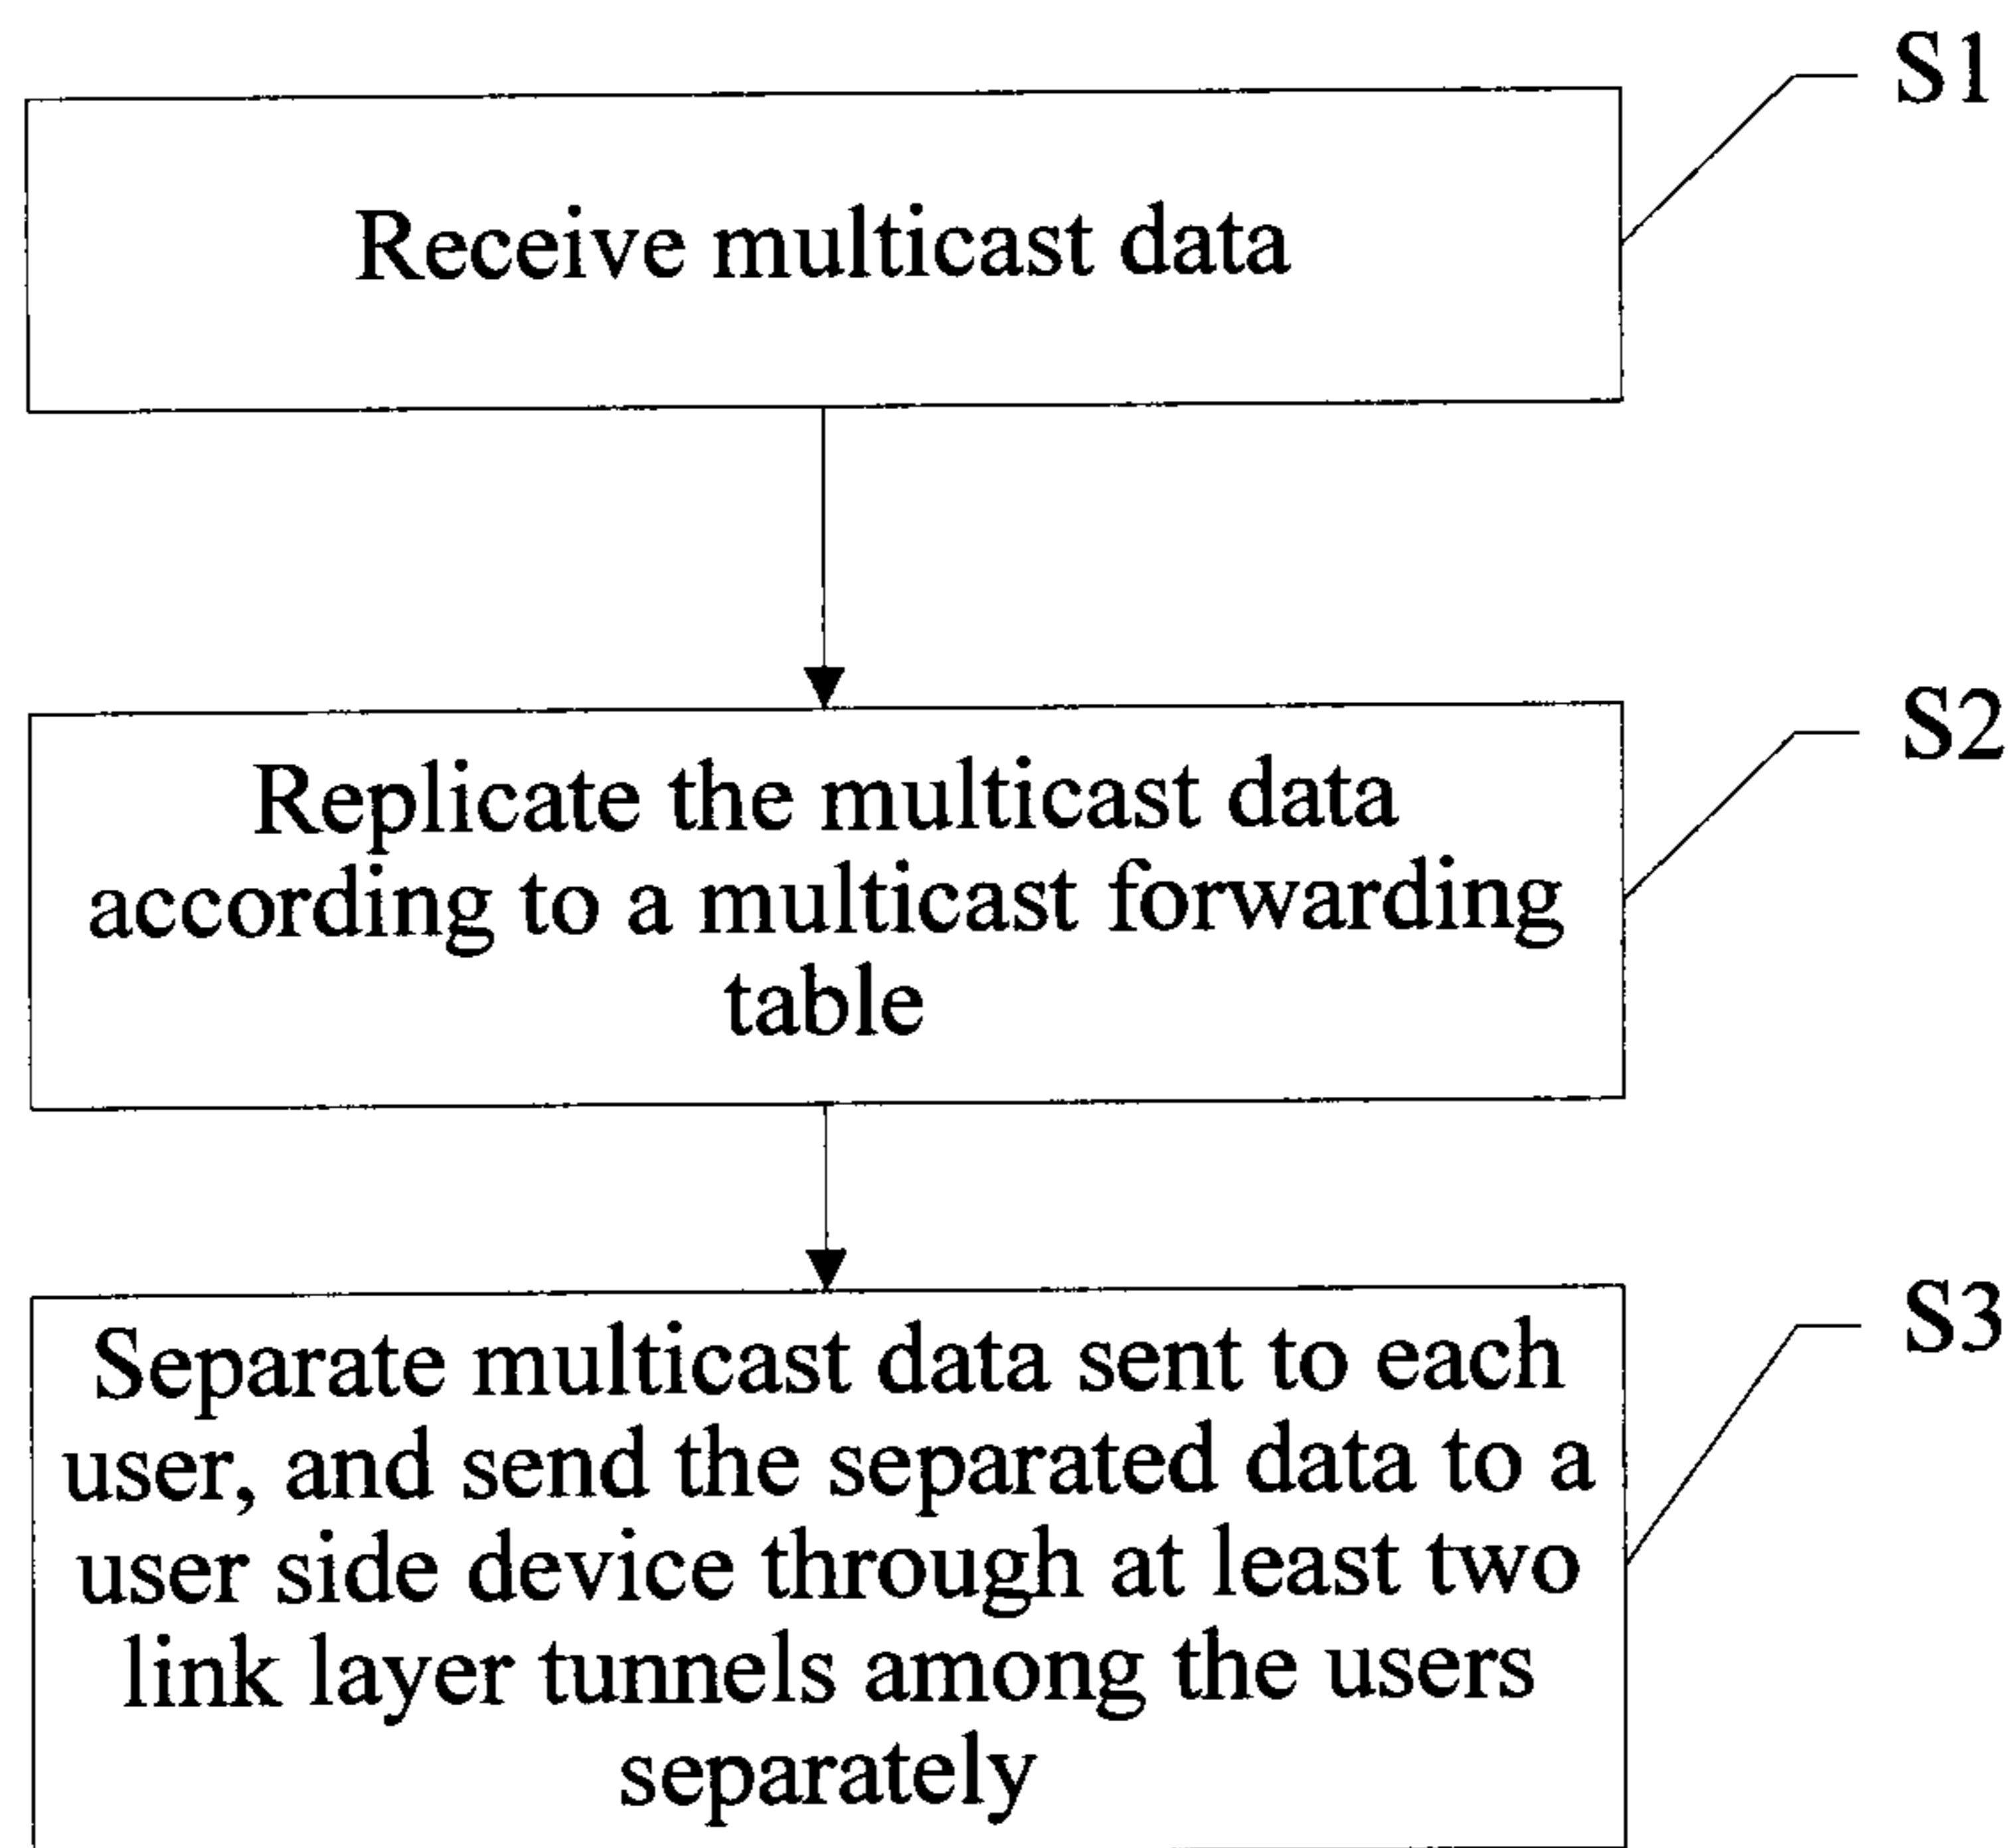 S1
Receive multicast data
S2
Replicate the multicast data
according to a multicast forwarding
table
S3
Separate multicast data sent to each
user, and send the separated data to a
user side device through at least two
link layer tunnels among the users
separately